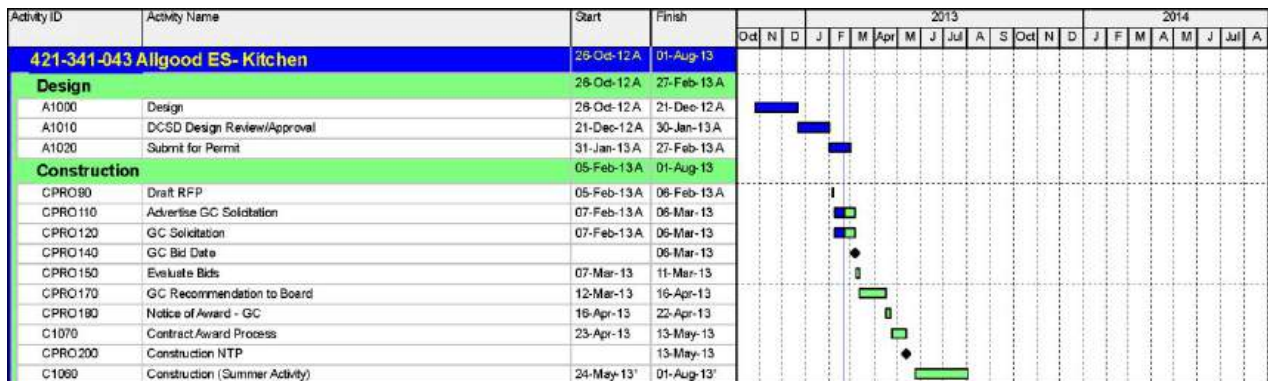 Activity ID Activity Name Start Finish 2013 2014
Oct N D J F M Apr M J Jul A S Oct N D J F M A M J Jul A
421-341-043 Allgood ES- Kitchen 26-Oct-12 A 01-Aug-13
Design 26-Oct-12 A 27-Feb-13 A
A1000 Design 26-Oct-12 A 21-Dec-12 A
A1010 DCSD Design Review/Approval 21-Dec-12 A 30-Jan-13 A
A1020 Submit for Permit 31-Jan-13 A 27-Feb-13 A
Construction 05-Feb-13 A 01-Aug-13
CPRO90 Draft RFP 05-Feb-13 A 06-Feb-13 A
CPRO110 Advertise GC Solicitation 07-Feb-13 A 06-Mar-13
CPRO120 GC Solicitation 07-Feb-13 A 06-Mar-13
CPRO140 GC Bid Date 06-Mar-13
CPRO150 Evaluate Bids 07-Mar-13 11-Mar-13
CPRO170 GC Recommendation to Board 12-Mar-13 16-Apr-13
CPRO180 Notice of Award - GC 16-Apr-13 22-Apr-13
C1070 Contract Award Process 23-Apr-13 13-May-13
CPRO200 Construction NTP 13-May-13
C1060 Construction (Summer Activity) 24-May-13* 01-Aug-13*